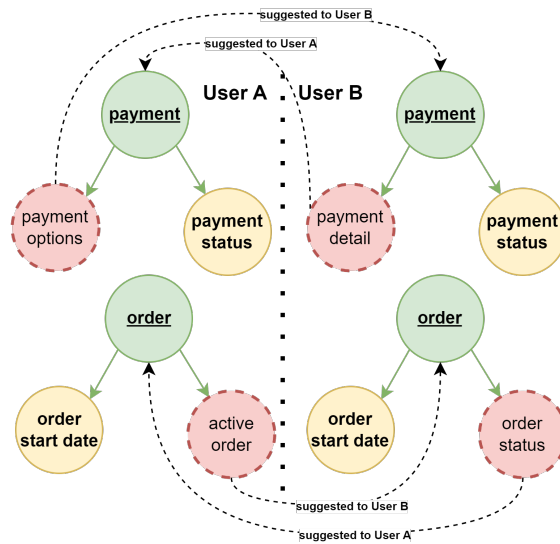 suggested to User B
suggested to User A
User A
User B
payment
payment
payment
options
payment
status
payment
detail
payment
status
order
order
order
start date
active
order
order
start date
order
status
suggested to User B
suggested to User A